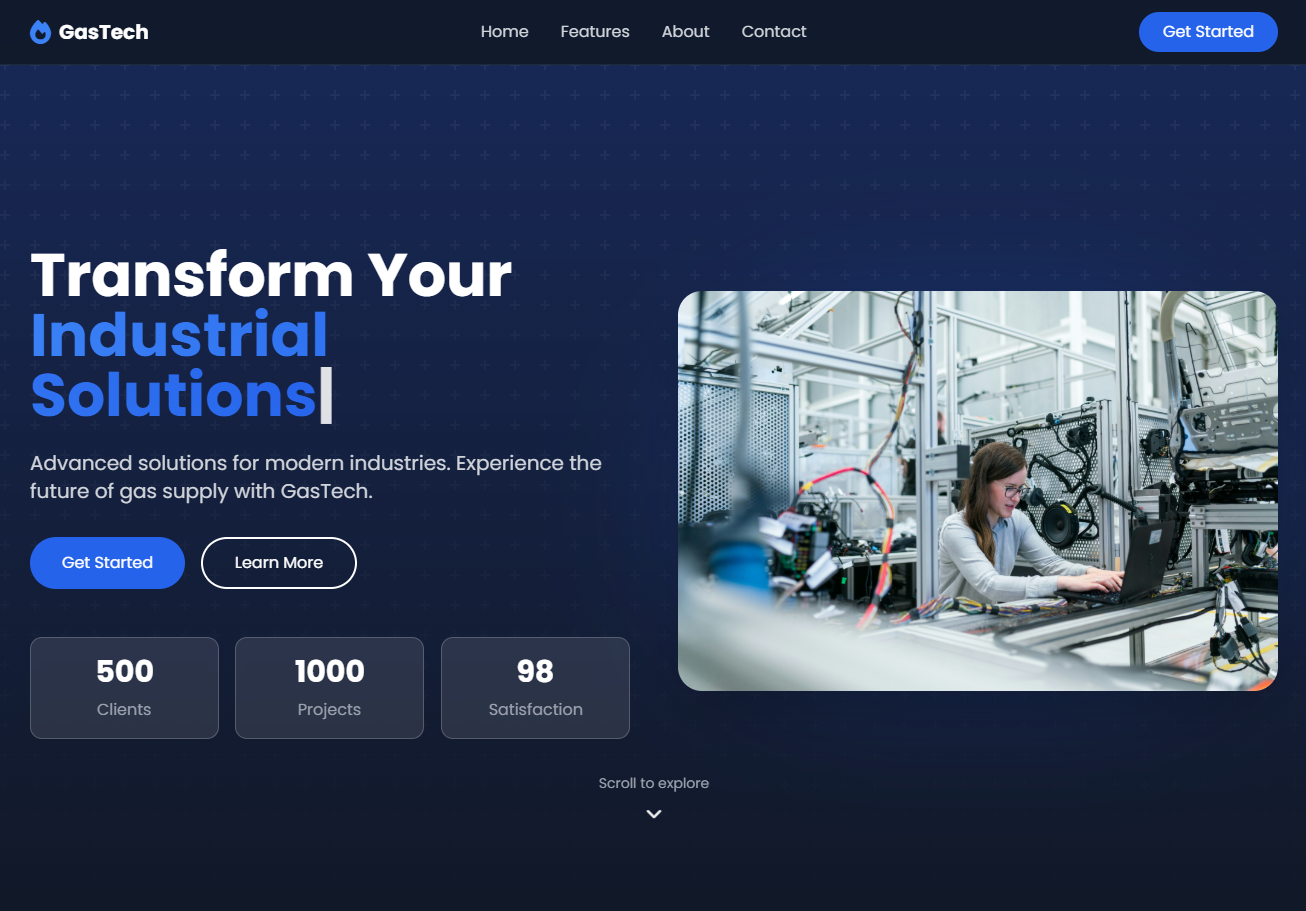 GasTech
Home
Features
About
Contact
Get Started
Transform Your
Industrial
Solutions
Advanced solutions for modern industries. Experience the
future of gas supply with GasTech.
Get Started
Learn More
500
Clients
1000
Projects
98
Satisfaction
Scroll to explore